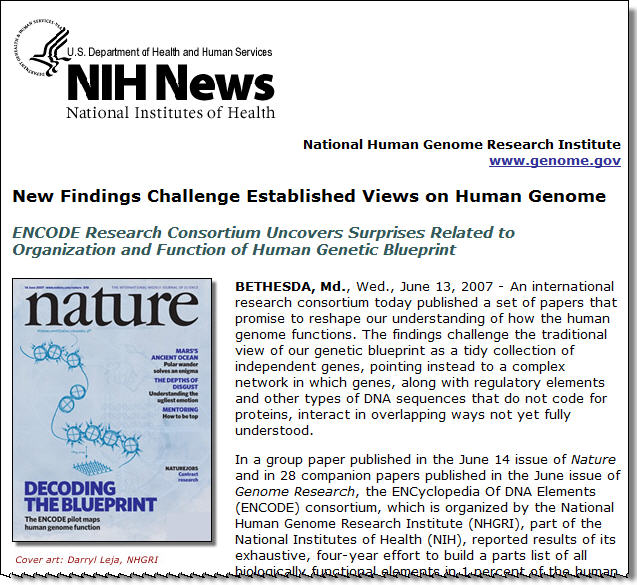 U.S. Department of Health and Human Services
NIH News
National Institutes of Health
National Human Genome Research Institute
www.genome.gov
New Findings Challenge Established Views on Human Genome
ENCODE Research Consortium Uncovers Surprises Related to
Organization and Function of Human Genetic Blueprint
nature
MARS'S
ANCIENT OCEAN
Polar wander
solves an enigma
THE DEPTHS OF
DISGUST
Understanding the
ugliest emotion
MENTORING
How to be top
NATUREJOBS
Contract
research
DECODING
THE BLUEPRINT
The ENCODE pilot maps
human genome function
Cover art: Darryl Leja, NHGRI
BETHESDA, Md., Wed., June 13, 2007 - An international
research consortium today published a set of papers that
promise to reshape our understanding of how the human
genome functions. The findings challenge the traditional
view of our genetic blueprint as a tidy collection of
independent genes, pointing instead to a complex
network in which genes, along with regulatory elements
and other types of DNA sequences that do not code for
proteins, interact in overlapping ways not yet fully
understood.
In a group paper published in the June 14 issue of Nature
and in 28 companion papers published in the June issue of
Genome Research, the ENCyclopedia Of DNA Elements
(ENCODE) consortium, which is organized by the National
Human Genome Research Institute (NHGRI), part of the
National Institutes of Health (NIH), reported results of its
exhaustive, four-year effort to build a parts list of all
biologically functional elements in 1 percent of the human